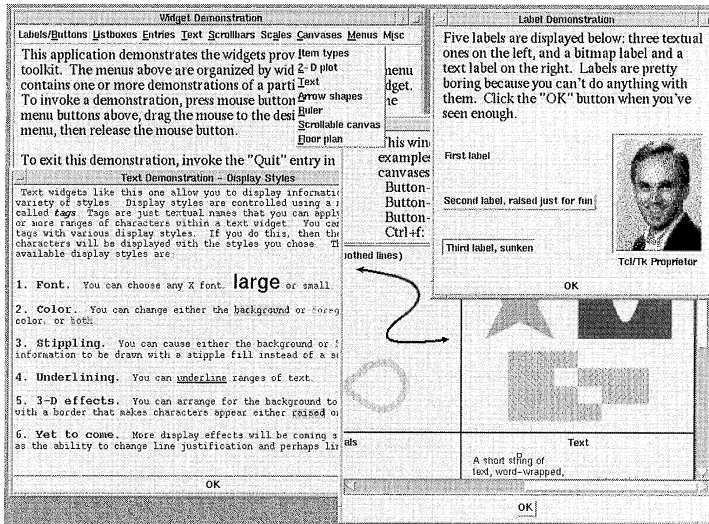 Widget Demonstration
Labels/Buttons Listboxes Entries Text Scrollbars Scales Canvases Menus Misc
This application demonstrates the widgets prov
toolkit. The menus above are organized by wid
menu
contains one or more demonstrations of a parti
dget.
To invoke a demonstration, press mouse button
he
menu buttons above, drag the mouse to the desi
menu, then release the mouse button.
To exit this demonstration, invoke the "Quit" entry in
Item types
2-D plot
Text
Arrow shapes
Ruler
Scrollable canvas
Floor plan
Label Demonstration
Five labels are displayed below: three textual
ones on the left, and a bitmap label and a
text label on the right. Labels are pretty
boring because you can't do anything with
them. Click the "OK" button when you've
seen enough.
First label
Second label, raised just for fun
Third label, sunken
Tcl/Tk Proprietor
OK
Text Demonstration - Display Styles
Text widgets like this one allow you to display informatic
variety of styles. Display styles are controlled using a
called tags. Tags are just textual names that you can apply
or more ranges of characters within a text widget. You can
tags with various display styles. If you do this, then the
characters will be displayed with the styles you chose. Th
available display styles are
1. Font. You can choose any X font, large or small.
2. Color. You can change either the background or foreg
color, or both.
3. Stippling. You can cause either the background or
information to be drawn with a stipple fill instead of a so
4. Underlining. You can underline ranges of text.
5. 3-D effects. You can arrange for the background to
with a border that makes characters appear either raised or
6. Yet to come. More display effects will be coming s
as the ability to change line justification and perhaps lin
OK
This win
example
canvases
Button-
Button-
Button-
Ctrl+f:
oothed lines)
als
Text
A short string of
text, word-wrapped,
OK